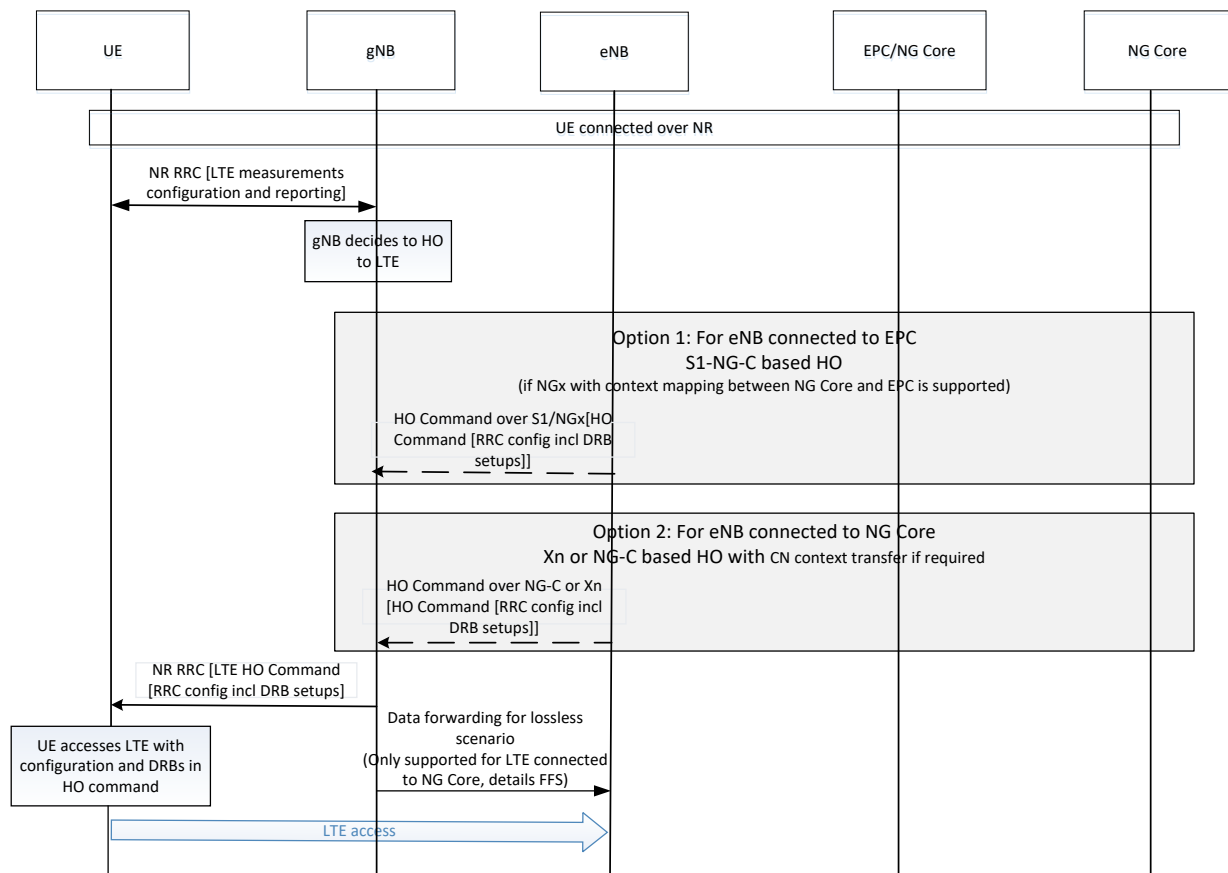 UE
gNB
eNB
EPC/NG Core
NG Core
UE connected over NR
NR RRC [LTE measurements
configuration and reporting]
gNB decides to HO
to LTE
Option 1: For eNB connected to EPC
S1-NG-C based HO
(if NGx with context mapping between NG Core and EPC is supported)
HO Command over S1/NGx[HO
Command [RRC config incl DRB
setups]]
Option 2: For eNB connected to NG Core
Xn or NG-C based HO with CN context transfer if required
HO Command over NG-C or Xn
[HO Command [RRC config incl
DRB setups]]
NR RRC [LTE HO Command
[RRC config incl DRB setups]
Data forwarding for lossless
scenario
(Only supported for LTE connected
to NG Core, details FFS)
UE accesses LTE with
configuration and DRBs in
HO command
LTE access